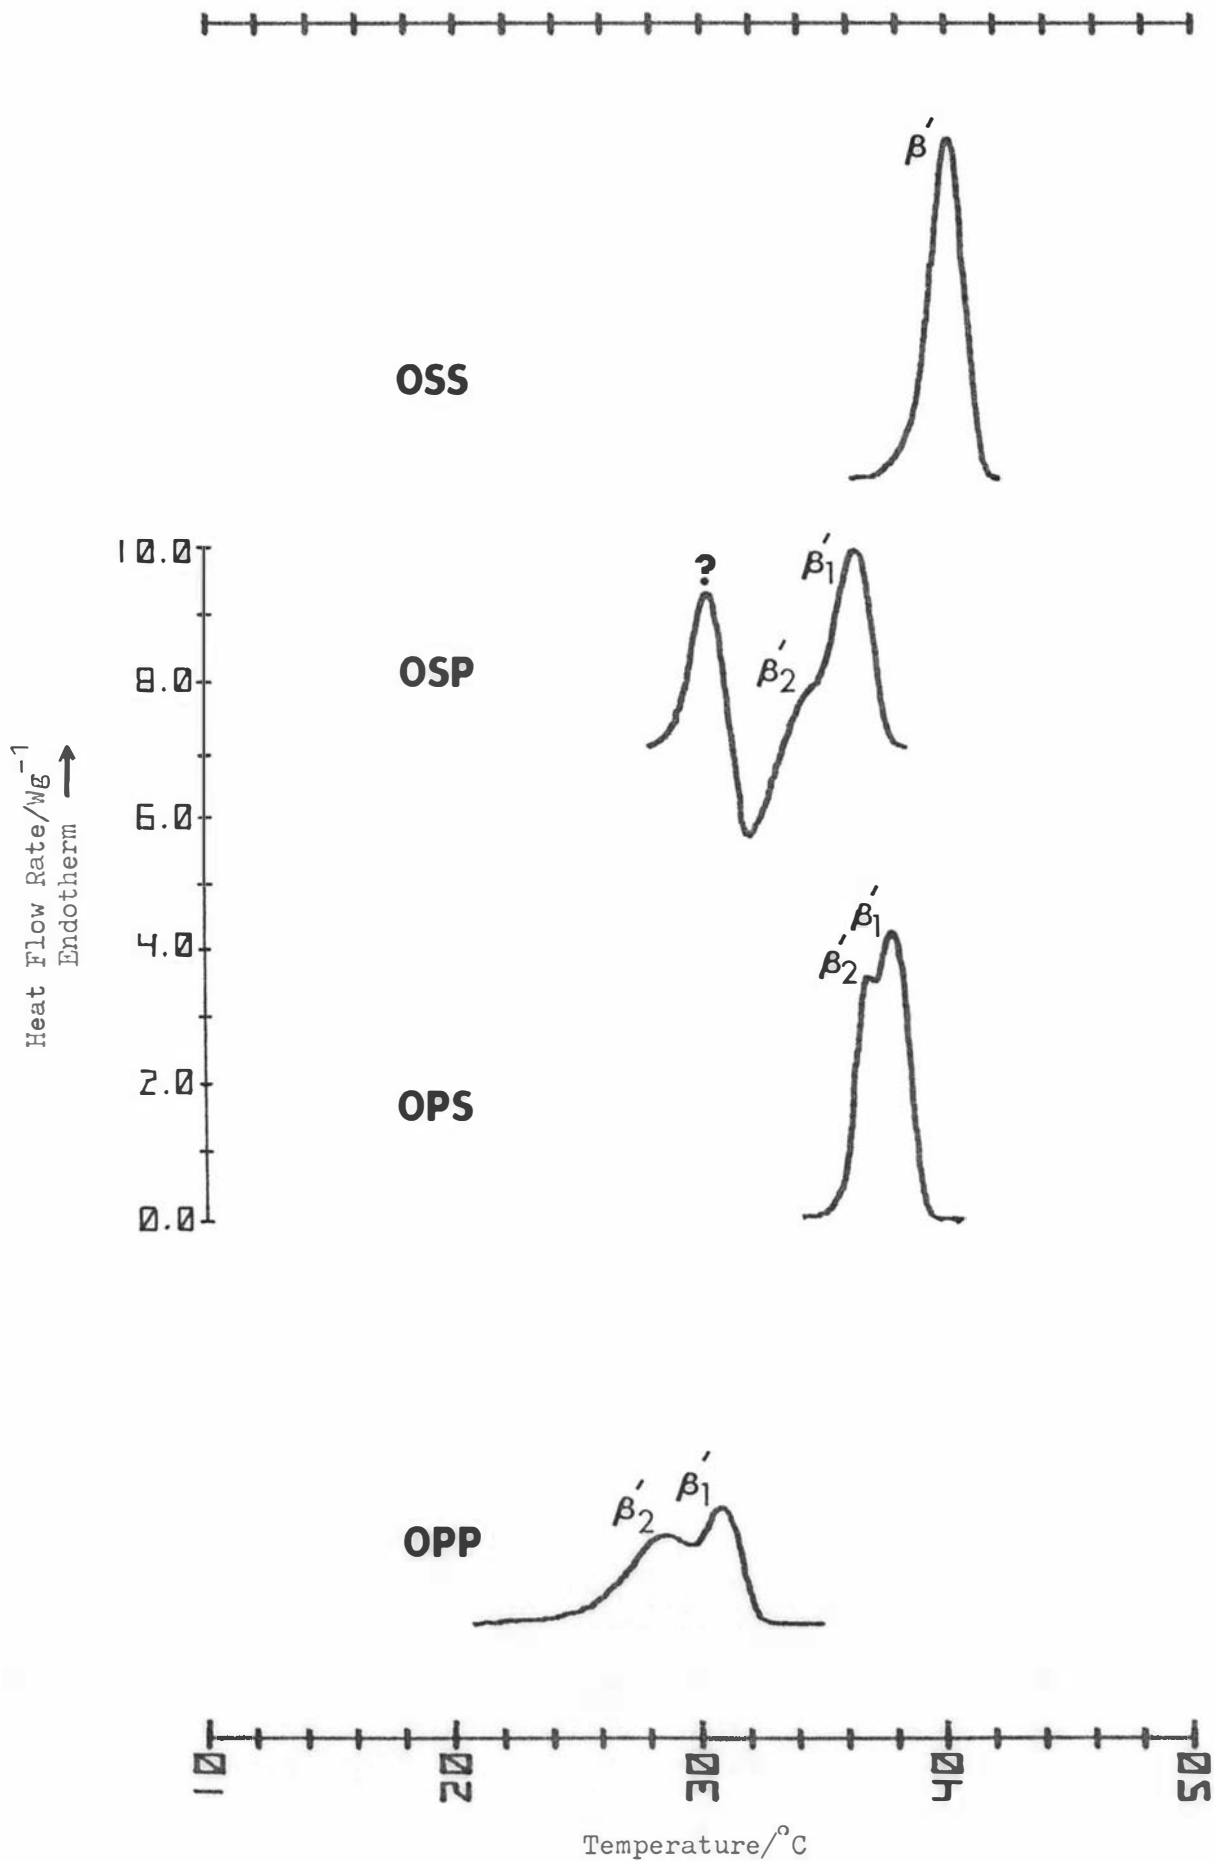 β′
OSS
10.0
?
β′1
β′2
OSP
8.0
6.0
Heat Flow Rate/Wg⁻¹
Endotherm →
β′1
β′2
4.0
2.0
OPS
0.0
β′1
β′2
OPP
10 20 30 40 50
Temperature/°C